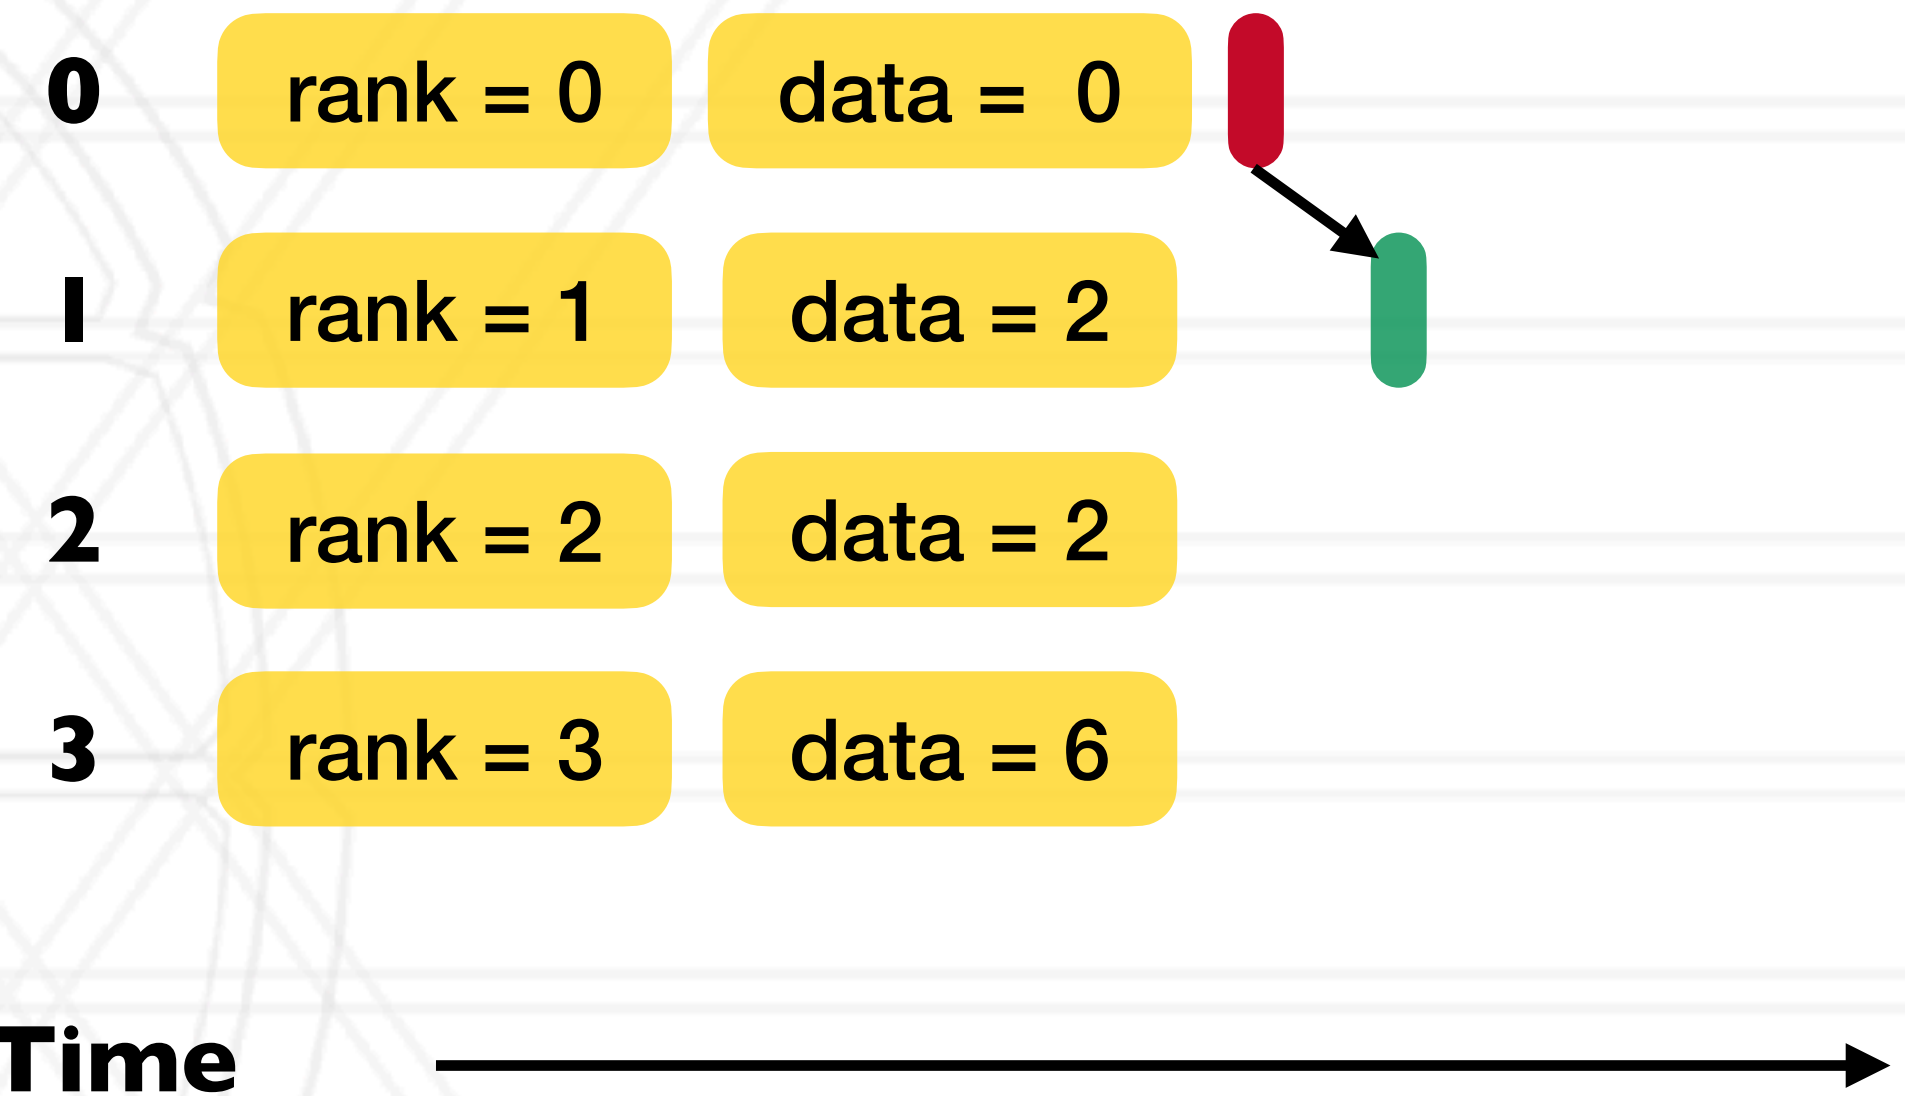 0 rank = 0 data = 0
1 rank = 1 data = 2
2 rank = 2 data = 2
3 rank = 3 data = 6
Time